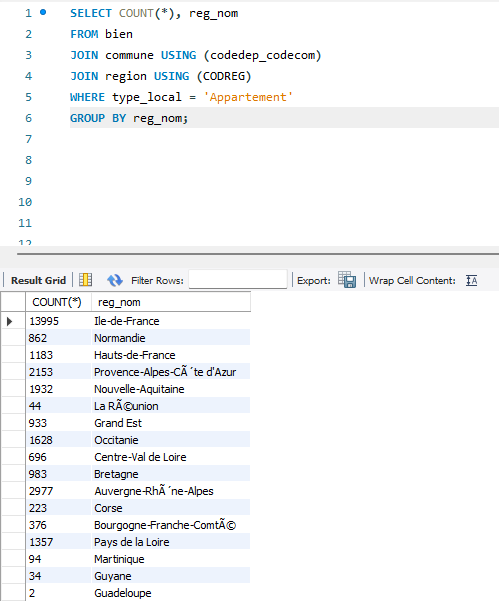 1 SELECT COUNT(*), reg_nom
2 FROM bien
3 JOIN commune USING (codedep_codecom)
4 JOIN region USING (CODREG)
5 WHERE type_local = 'Appartement'
6 GROUP BY reg_nom;
7
8
9
10
11
12
Result Grid Filter Rows: Export: Wrap Cell Content: IA
COUNT(*) reg_nom
13995 Ile-de-France
862 Normandie
1183 Hauts-de-France
2153 Provence-Alpes-CÃ´te d'Azur
1932 Nouvelle-Aquitaine
44 La RÃ©union
933 Grand Est
1628 Occitanie
696 Centre-Val de Loire
983 Bretagne
2977 Auvergne-RhÃ´ne-Alpes
223 Corse
376 Bourgogne-Franche-ComtÃ©
1357 Pays de la Loire
94 Martinique
34 Guyane
2 Guadeloupe